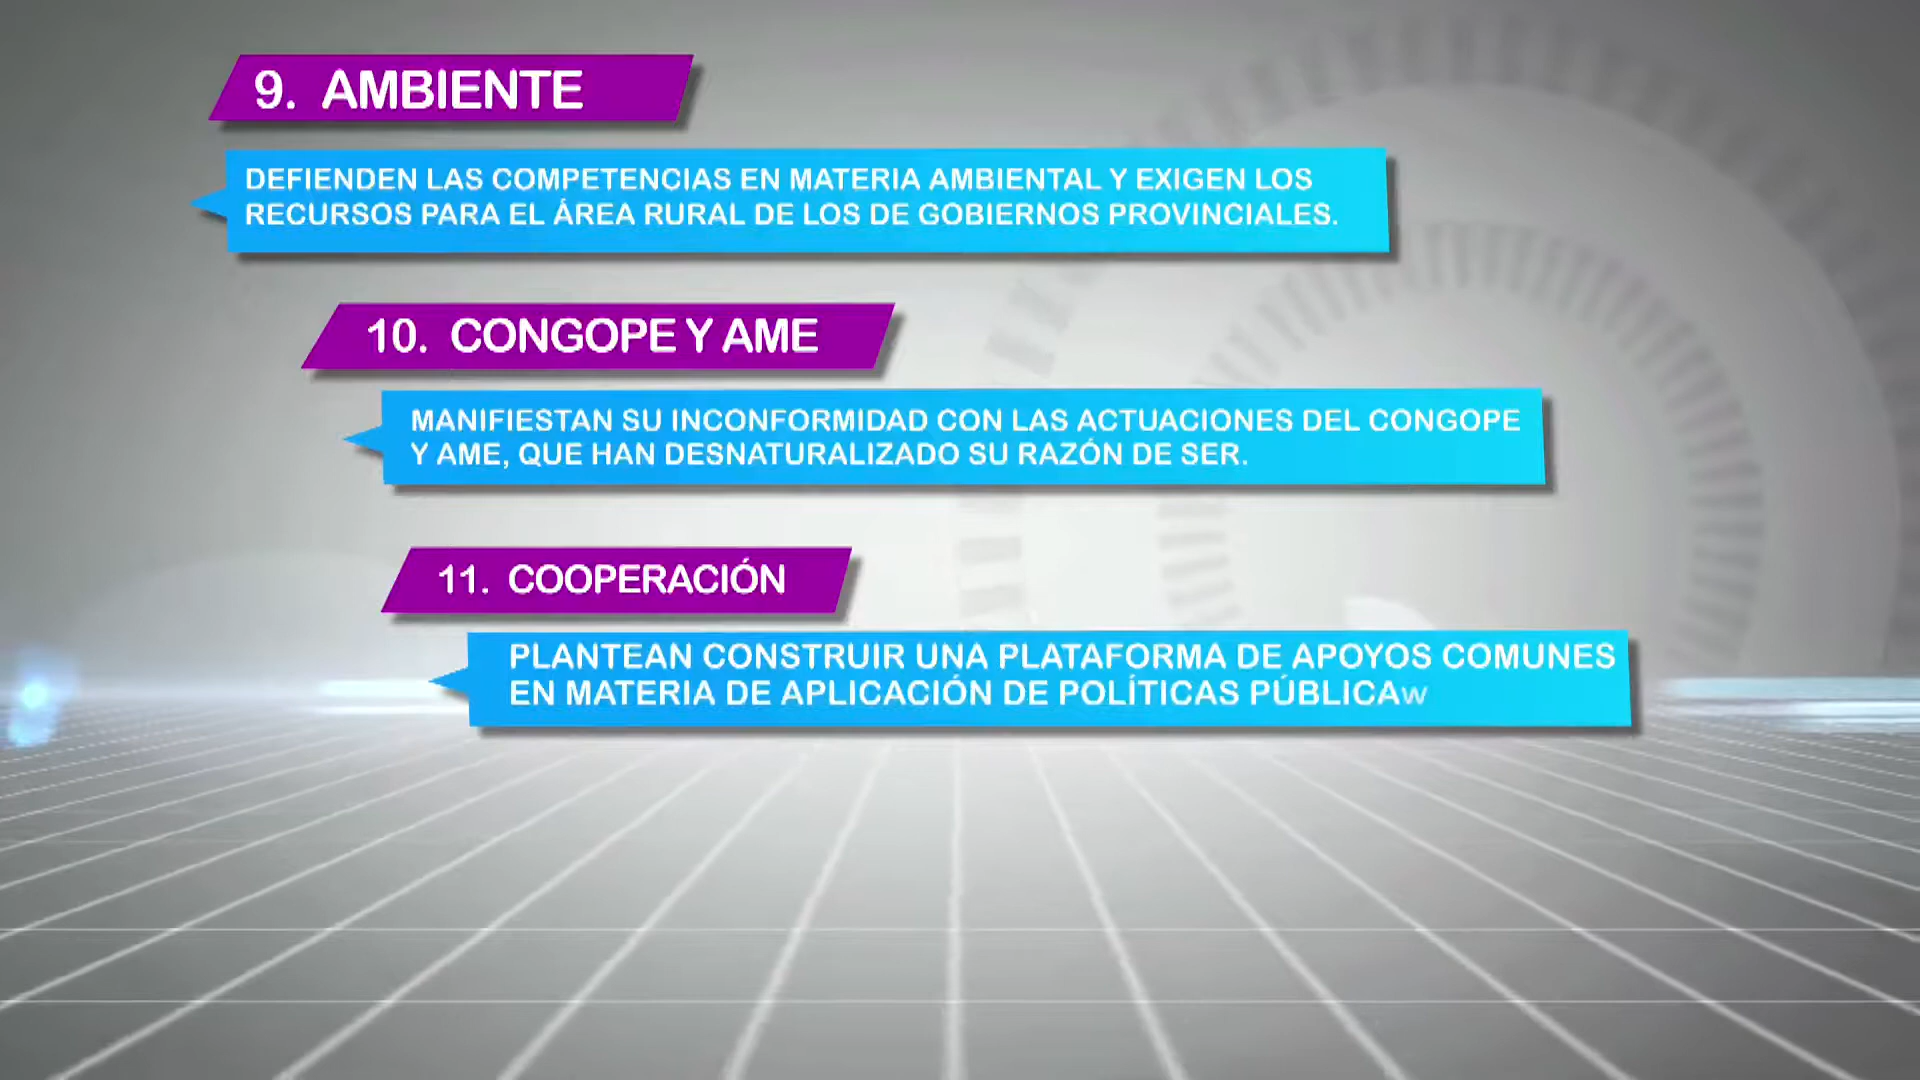 9. AMBIENTE
DEFIENDEN LAS COMPETENCIAS EN MATERIA AMBIENTAL Y EXIGEN LOS
RECURSOS PARA EL ÁREA RURAL DE LOS DE GOBIERNOS PROVINCIALES.
10. CONGOPE Y AME
MANIFIESTAN SU INCONFORMIDAD CON LAS ACTUACIONES DEL CONGOPE
Y AME, QUE HAN DESNATURALIZADO SU RAZÓN DE SER.
11. COOPERACIÓN
PLANTEAN CONSTRUIR UNA PLATAFORMA DE APOYOS COMUNES
EN MATERIA DE APLICACIÓN DE POLÍTICAS PÚBLICAW